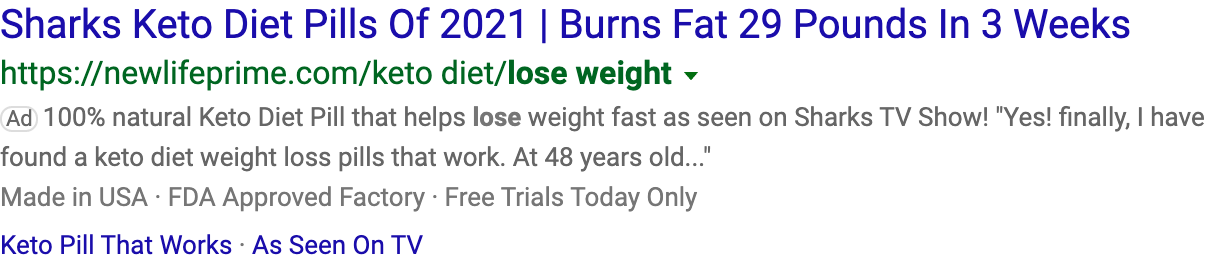 Sharks Keto Diet Pills Of 2021 | Burns Fat 29 Pounds In 3 Weeks
https://newlifeprime.com/keto diet/lose weight
Ad 100% natural Keto Diet Pill that helps lose weight fast as seen on Sharks TV Show! "Yes! finally, I have
found a keto diet weight loss pills that work. At 48 years old..."
Made in USA · FDA Approved Factory · Free Trials Today Only
Keto Pill That Works · As Seen On TV